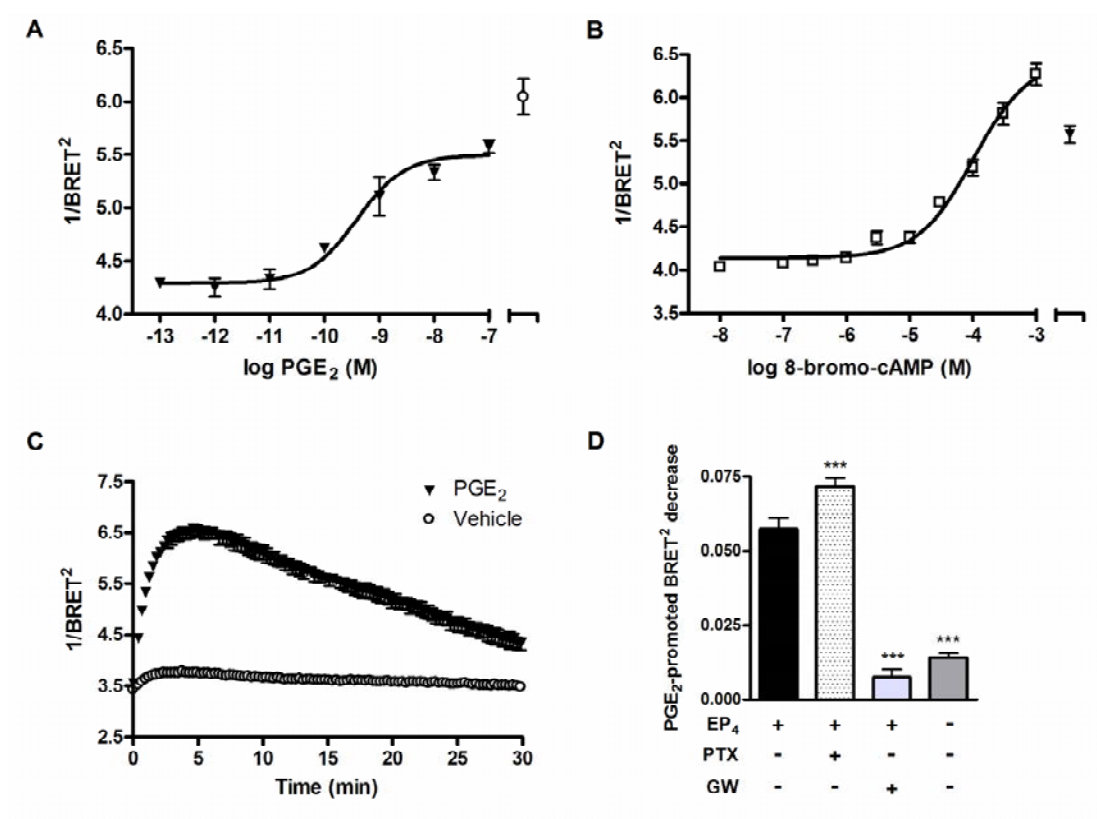 A
6.5
6.0
5.5
5.0
4.5
4.0
1/BRET²
-13 -12 -11 -10 -9 -8 -7
log PGE₂ (M)
B
6.5
6.0
5.5
5.0
4.5
4.0
3.5
1/BRET²
-8 -7 -6 -5 -4 -3
log 8-bromo-cAMP (M)
C
7.5
6.5
5.5
4.5
3.5
2.5
1/BRET²
PGE₂
Vehicle
0 5 10 15 20 25 30
Time (min)
D
PGE₂-promoted BRET² decrease
0.075
0.050
0.025
0.000
***
***
***
EP₄ + + + -
PTX - + - -
GW - - + -